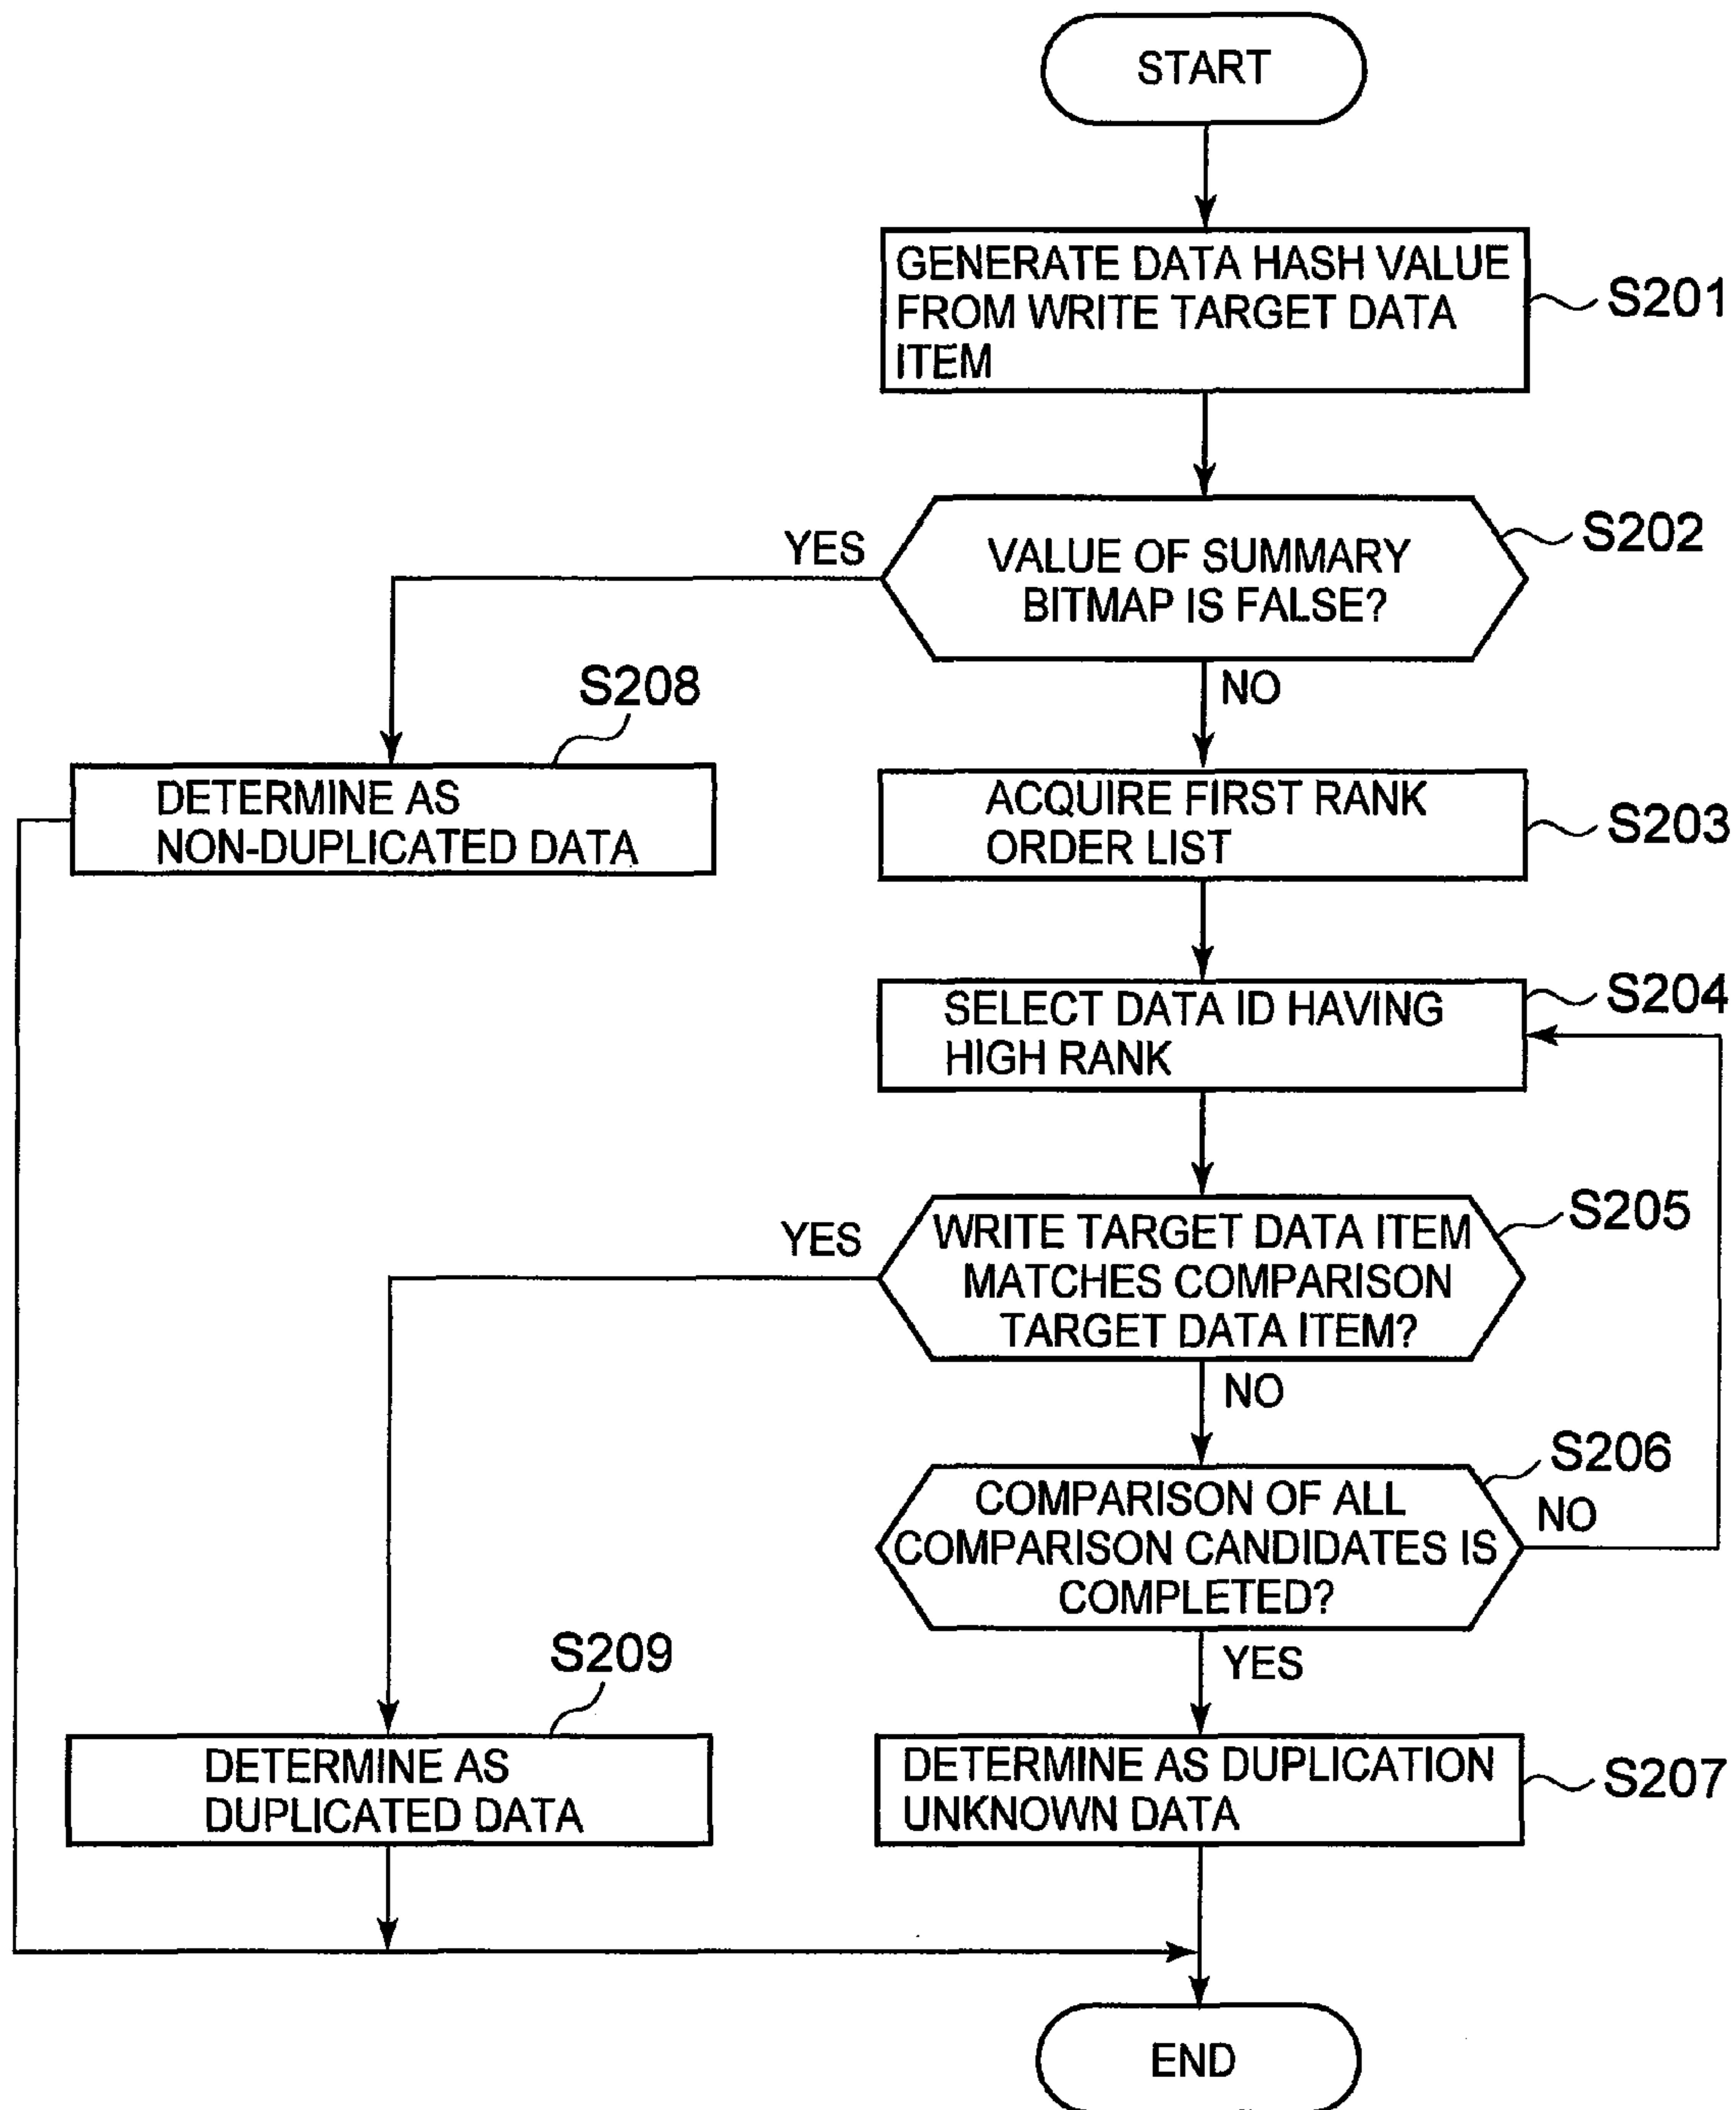 START
GENERATE DATA HASH VALUE
FROM WRITE TARGET DATA
ITEM
S201
YES
VALUE OF SUMMARY
BITMAP IS FALSE?
S202
NO
S208
DETERMINE AS
NON-DUPLICATED DATA
ACQUIRE FIRST RANK
ORDER LIST
S203
SELECT DATA ID HAVING
HIGH RANK
S204
YES
WRITE TARGET DATA ITEM
MATCHES COMPARISON
TARGET DATA ITEM?
S205
NO
COMPARISON OF ALL
COMPARISON CANDIDATES IS
COMPLETED?
S206
NO
YES
S209
DETERMINE AS
DUPLICATED DATA
DETERMINE AS DUPLICATION
UNKNOWN DATA
S207
END